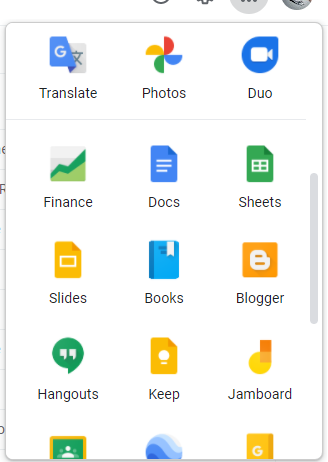 Translate Photos Duo
Finance Docs Sheets
Slides Books Blogger
Hangouts Keep Jamboard